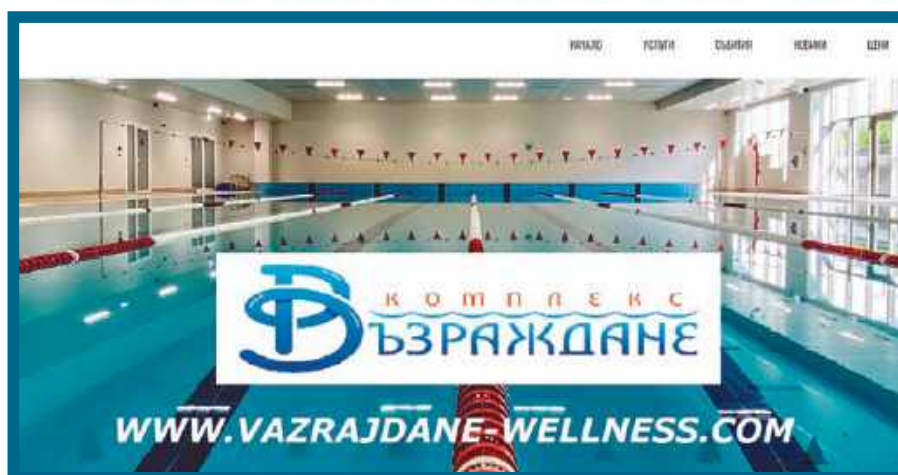 НАЧАЛО УСЛУГИ СЪБИТИЯ НОВИНИ ЦЕНИ
КОМПЛЕКС
ВЪЗРАЖДАНЕ
WWW.VAZRAJDANE-WELLNESS.COM